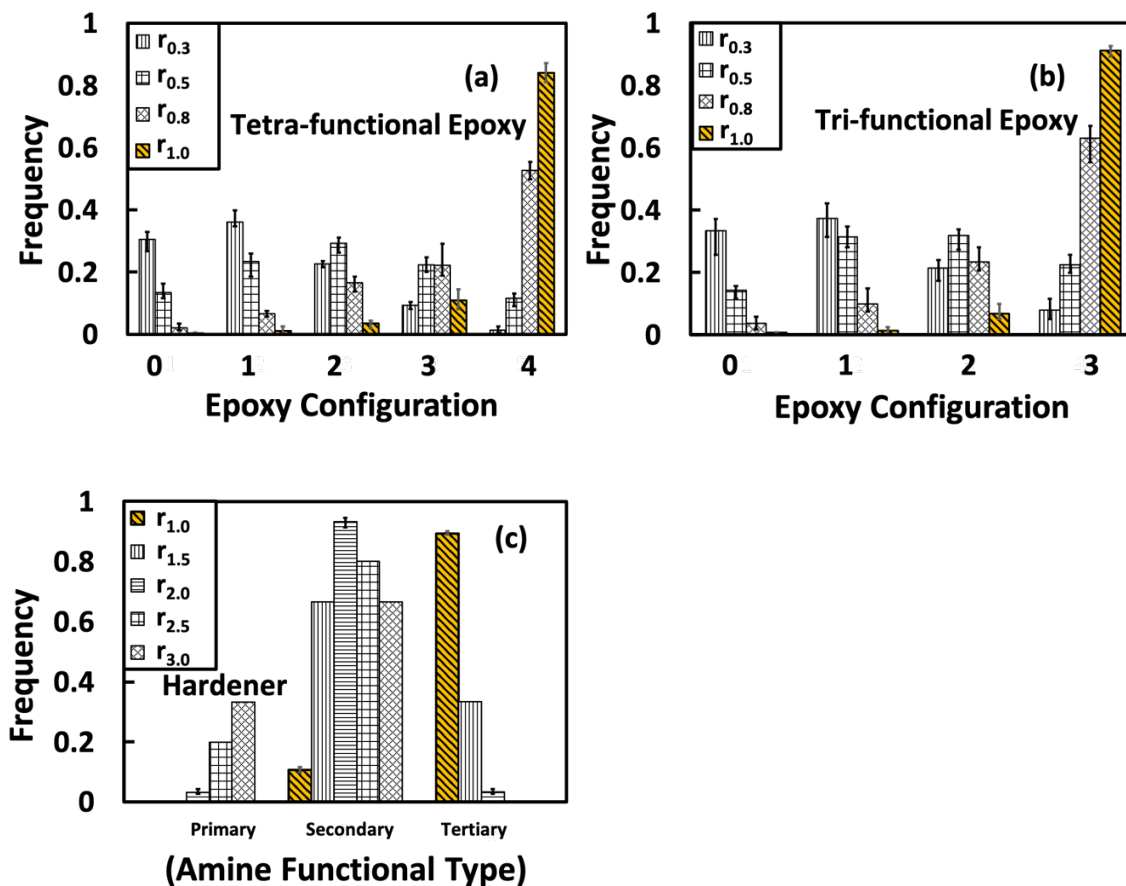 1
0.8
0.6
0.4
0.2
0
Frequency
r0.3
r0.5
r0.8
r1.0
(a)
Tetra-functional Epoxy
0 1 2 3 4
Epoxy Configuration
1
0.8
0.6
0.4
0.2
0
Frequency
r0.3
r0.5
r0.8
r1.0
(b)
Tri-functional Epoxy
0 1 2 3
Epoxy Configuration
1
0.8
0.6
0.4
0.2
0
Frequency
r1.0
r1.5
r2.0
r2.5
r3.0
(c)
Hardener
Primary Secondary Tertiary
(Amine Functional Type)